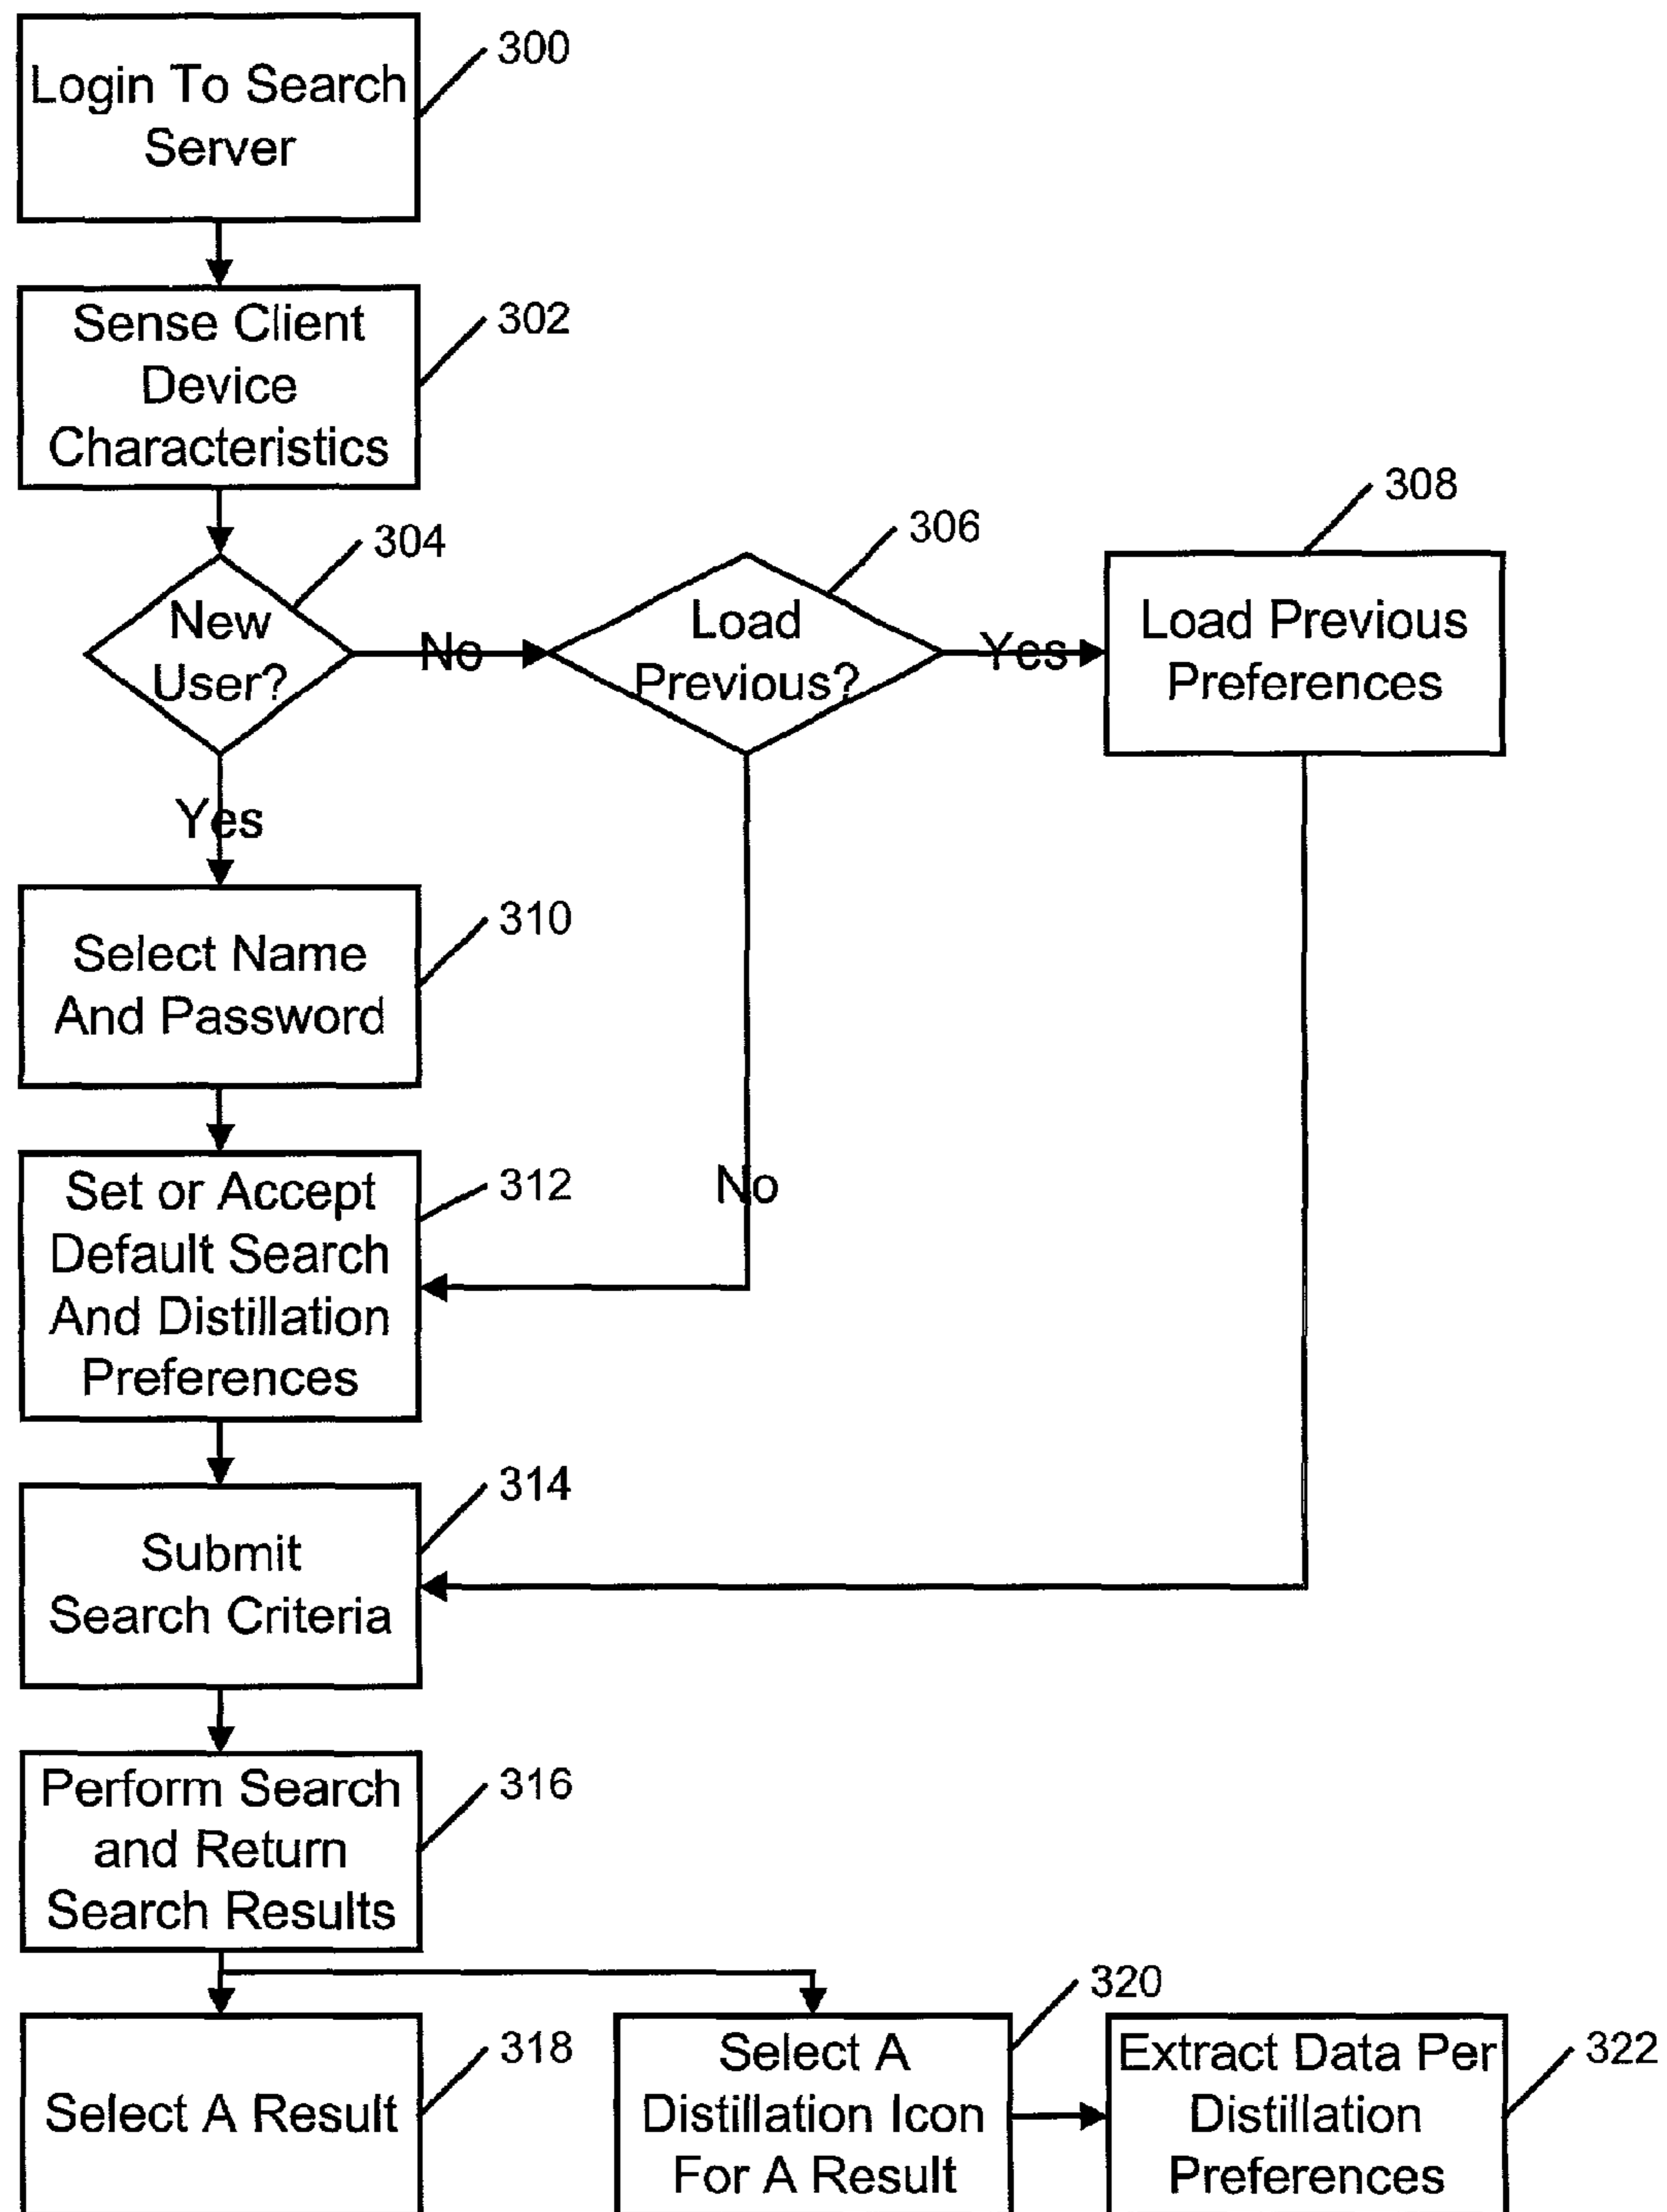 Login To Search
Server
300
Sense Client
Device
Characteristics
302
New
User?
304
No
Load
Previous?
306
Yes
Load Previous
Preferences
308
Yes
Select Name
And Password
310
Set or Accept
Default Search
And Distillation
Preferences
312
No
Submit
Search Criteria
314
Perform Search
and Return
Search Results
316
Select A Result
318
Select A
Distillation Icon
For A Result
320
Extract Data Per
Distillation
Preferences
322